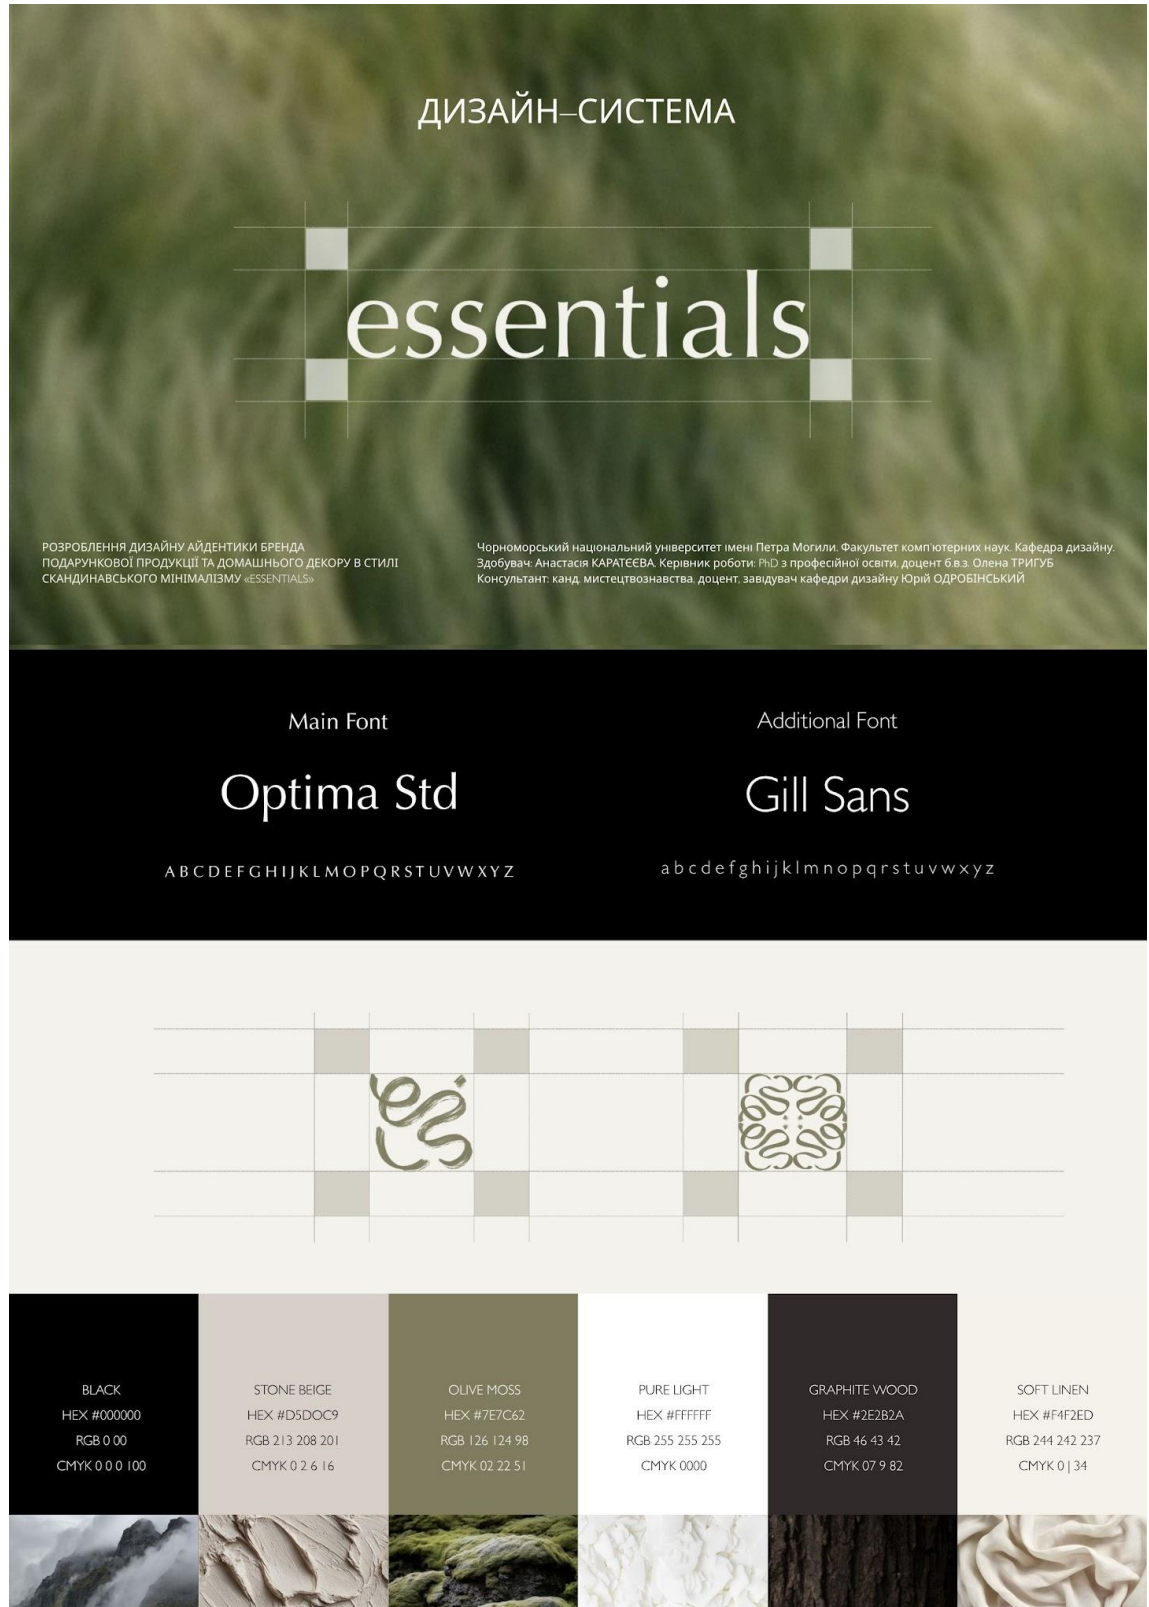 ДИЗАЙН–СИСТЕМА
essentials
РОЗРОБЛЕННЯ ДИЗАЙНУ АЙДЕНТИКИ БРЕНДА
ПОДАРУНКОВОЇ ПРОДУКЦІЇ ТА ДОМАШНЬОГО ДЕКОРУ В СТИЛІ
СКАНДИНАВСЬКОГО МІНІМАЛІЗМУ «ESSENTIALS»
Чорноморський національний університет імені Петра Могили. Факультет комп'ютерних наук. Кафедра дизайну.
Здобувач: Анастасія КАРАТЄЄВА. Керівник роботи: PhD з професійної освіти, доцент б.в.з. Олена ТРИГУБ
Консультант: канд. мистецтвознавства, доцент, завідувач кафедри дизайну Юрій ОДРОБІНСЬКИЙ
Main Font
Optima Std
A B C D E F G H I J K L M O P Q R S T U V W X Y Z
Additional Font
Gill Sans
a b c d e f g h i j k l m n o p q r s t u v w x y z
BLACK
HEX #000000
RGB 0 00
CMYK 0 0 0 100
STONE BEIGE
HEX #D5DOC9
RGB 213 208 201
CMYK 0 2 6 16
OLIVE MOSS
HEX #7E7C62
RGB 126 124 98
CMYK 02 22 51
PURE LIGHT
HEX #FFFFFF
RGB 255 255 255
CMYK 0000
GRAPHITE WOOD
HEX #2E2B2A
RGB 46 43 42
CMYK 07 9 82
SOFT LINEN
HEX #F4F2ED
RGB 244 242 237
CMYK 0 | 34